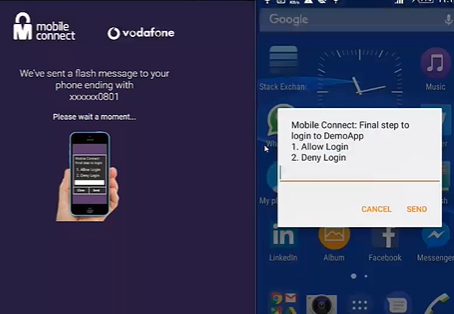 mobile
connect
vodafone
We've sent a flash message to your
phone ending with
xxxxxx0801
Please wait a moment...
Mobile Connect:
Final step to login
1. Allow Login
2. Deny Login
Google
Stack Exchan
Music
Mobile Connect: Final step to
login to DemoApp
1. Allow Login
2. Deny Login
CANCEL
SEND
Wh
My pl
LinkedIn
Album
Facebook
Messenger